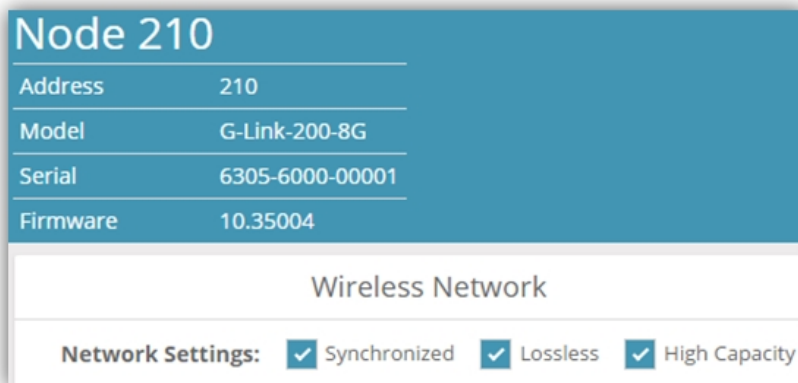 Node 210
Address 210
Model G-Link-200-8G
Serial 6305-6000-00001
Firmware 10.35004
Wireless Network
Network Settings: Synchronized Lossless High Capacity